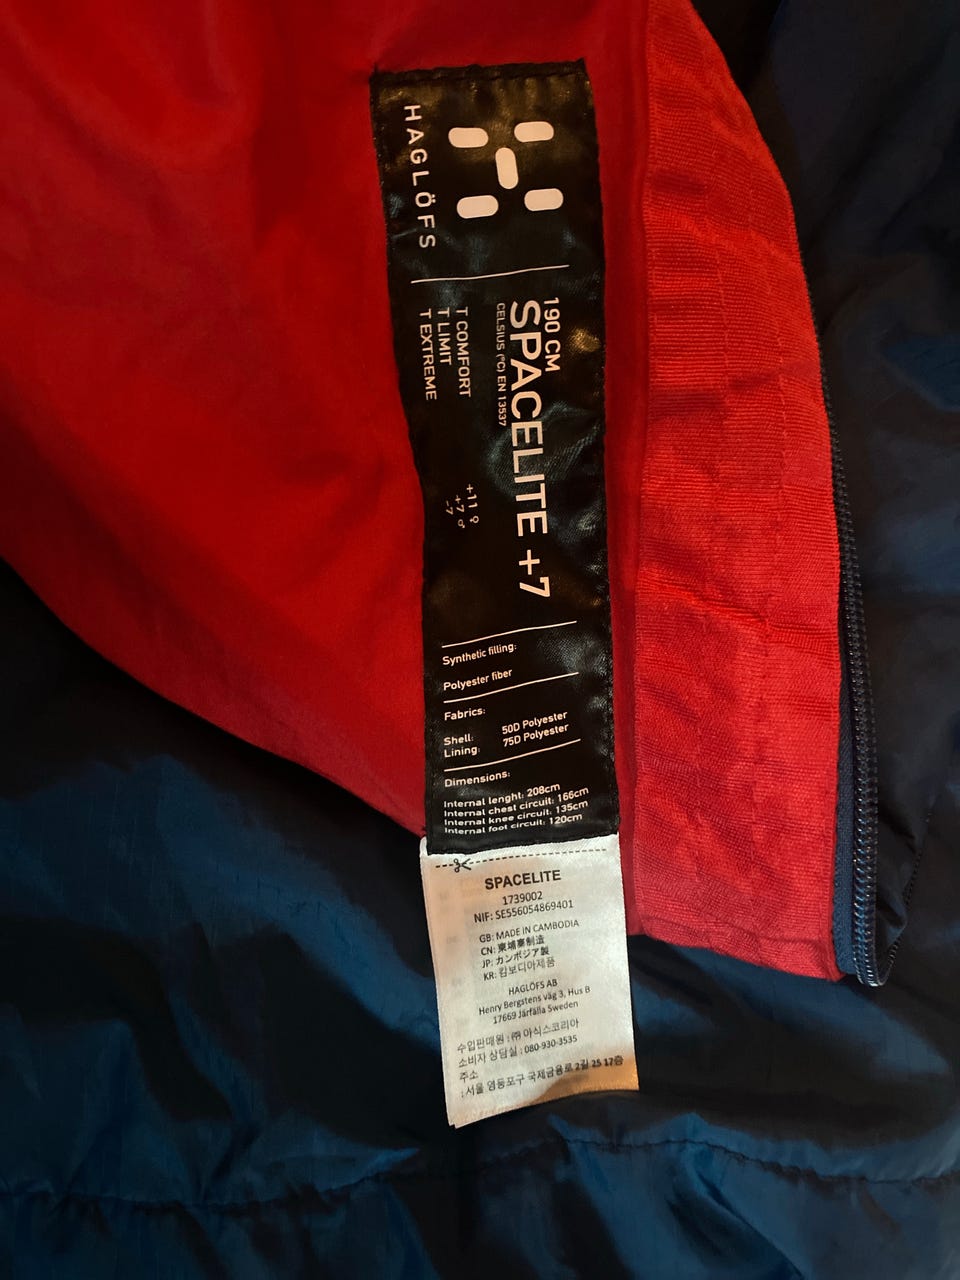 HAGLÖFS
190 CM
SPACELITE +7
CELSIUS (°C) EN 13537
T COMFORT +11 ♀
T LIMIT +7 ♂
T EXTREME -7
Synthetic filling:
Polyester fiber
Fabrics:
Shell: 50D Polyester
Lining: 75D Polyester
Dimensions:
Internal lenght: 208cm
Internal chest circuit: 166cm
Internal knee circuit: 135cm
Internal foot circuit: 120cm
SPACELITE
1739002
NIF: SE556054869401
GB: MADE IN CAMBODIA
CN: 柬埔寨制造
JP: カンボジア製
KR: 캄보디아제품
HAGLÖFS AB
Henry Bergstens väg 3, Hus B
17669 Järfälla Sweden
수입판매원 : ㈜ 아식스코리아
소비자 상담실 : 080-930-3535
주소
: 서울 영등포구 국제금융로 2길 25 17층